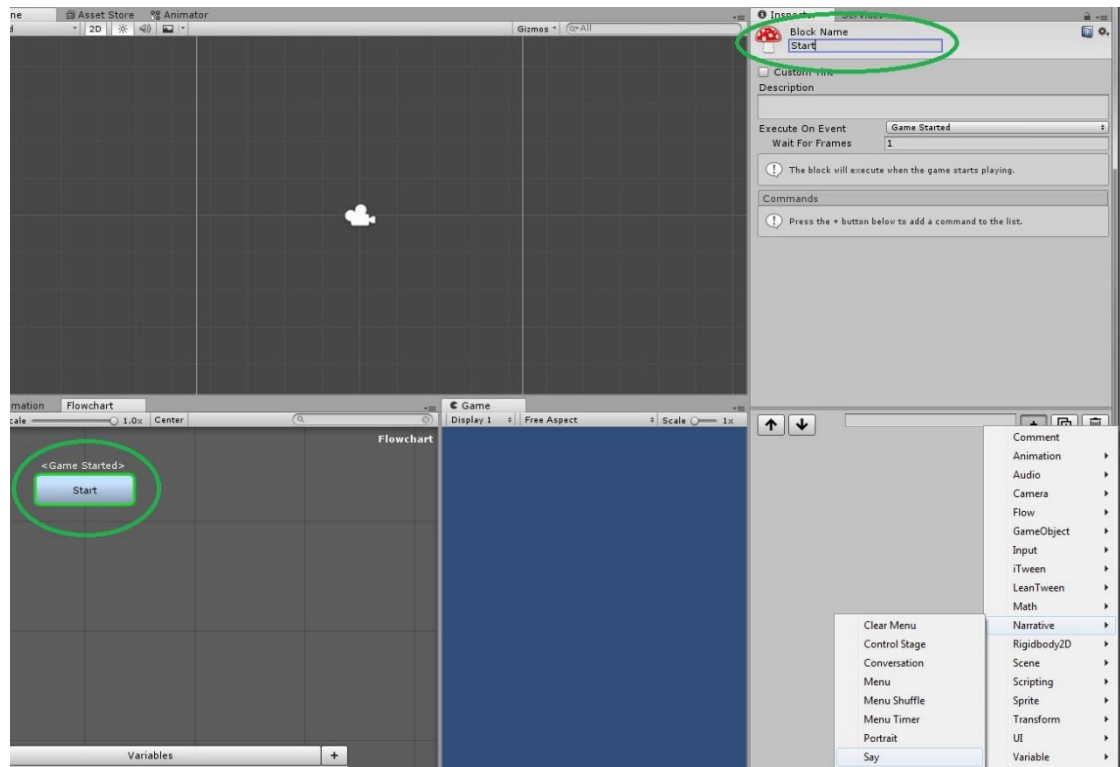 ne Asset Store Animator
2D Gizmos All
Inspector Services
Block Name
Start
Custom Tint
Description
Execute On Event Game Started
Wait For Frames 1
The block will execute when the game starts playing.
Commands
Press the + button below to add a command to the list.
mation Flowchart
cale 1.0x Center
Flowchart
<Game Started>
Start
Variables +
Game
Display 1 Free Aspect Scale 1x
Comment
Animation
Audio
Camera
Flow
GameObject
Input
iTween
LeanTween
Math
Narrative
Rigidbody2D
Scene
Scripting
Sprite
Transform
UI
Variable
Clear Menu
Control Stage
Conversation
Menu
Menu Shuffle
Menu Timer
Portrait
Say